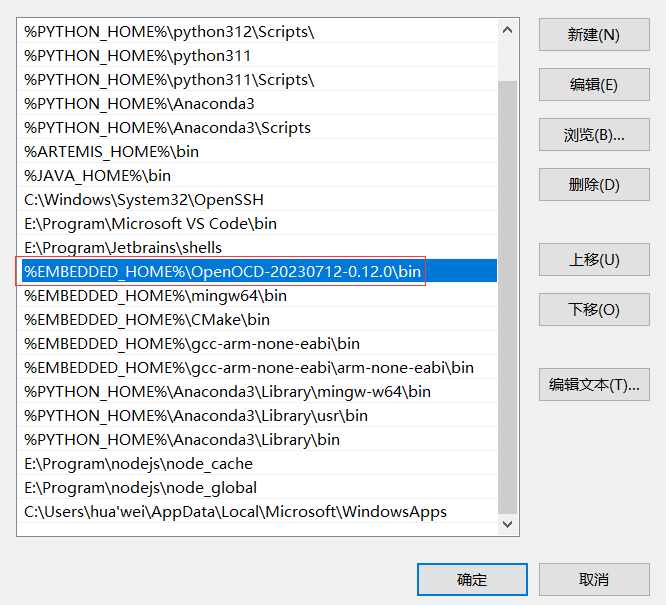 %PYTHON_HOME%\python312\Scripts\
%PYTHON_HOME%\python311
%PYTHON_HOME%\python311\Scripts\
%PYTHON_HOME%\Anaconda3
%PYTHON_HOME%\Anaconda3\Scripts
%ARTEMIS_HOME%\bin
%JAVA_HOME%\bin
C:\Windows\System32\OpenSSH
E:\Program\Microsoft VS Code\bin
E:\Program\Jetbrains\shells
%EMBEDDED_HOME%\OpenOCD-20230712-0.12.0\bin
%EMBEDDED_HOME%\mingw64\bin
%EMBEDDED_HOME%\CMake\bin
%EMBEDDED_HOME%\gcc-arm-none-eabi\bin
%EMBEDDED_HOME%\gcc-arm-none-eabi\arm-none-eabi\bin
%PYTHON_HOME%\Anaconda3\Library\mingw-w64\bin
%PYTHON_HOME%\Anaconda3\Library\usr\bin
%PYTHON_HOME%\Anaconda3\Library\bin
E:\Program\nodejs\node_cache
E:\Program\nodejs\node_global
C:\Users\hua'wei\AppData\Local\Microsoft\WindowsApps
新建(N)
编辑(E)
浏览(B)...
删除(D)
上移(U)
下移(O)
编辑文本(T)...
确定
取消